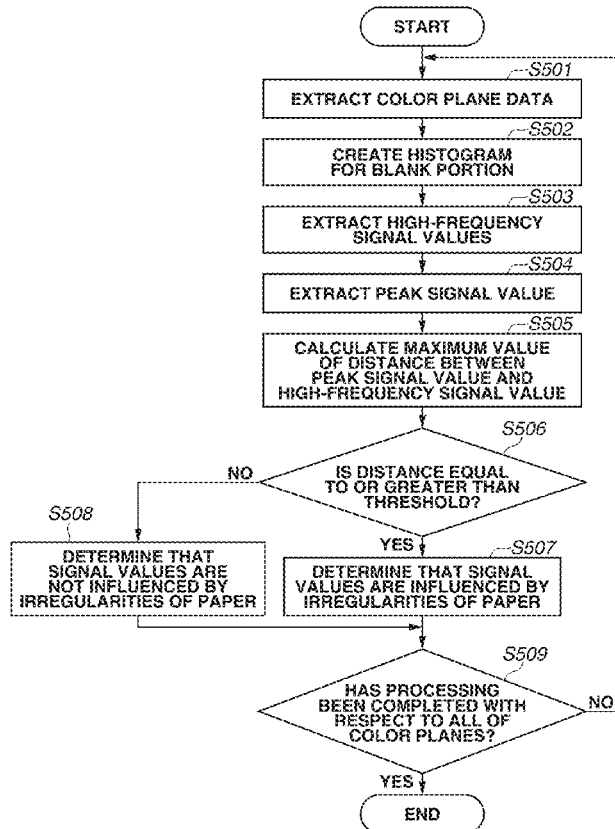 START
S501
EXTRACT COLOR PLANE DATA
S502
CREATE HISTOGRAM
FOR BLANK PORTION
S503
EXTRACT HIGH-FREQUENCY
SIGNAL VALUES
S504
EXTRACT PEAK SIGNAL VALUE
S505
CALCULATE MAXIMUM VALUE
OF DISTANCE BETWEEN
PEAK SIGNAL VALUE AND
HIGH-FREQUENCY SIGNAL VALUE
S506
IS DISTANCE EQUAL
TO OR GREATER THAN
THRESHOLD?
NO
YES
S508
DETERMINE THAT
SIGNAL VALUES ARE
NOT INFLUENCED BY
IRREGULARITIES OF PAPER
S507
DETERMINE THAT SIGNAL
VALUES ARE INFLUENCED BY
IRREGULARITIES OF PAPER
S509
HAS PROCESSING
BEEN COMPLETED WITH
RESPECT TO ALL OF
COLOR PLANES?
NO
YES
END